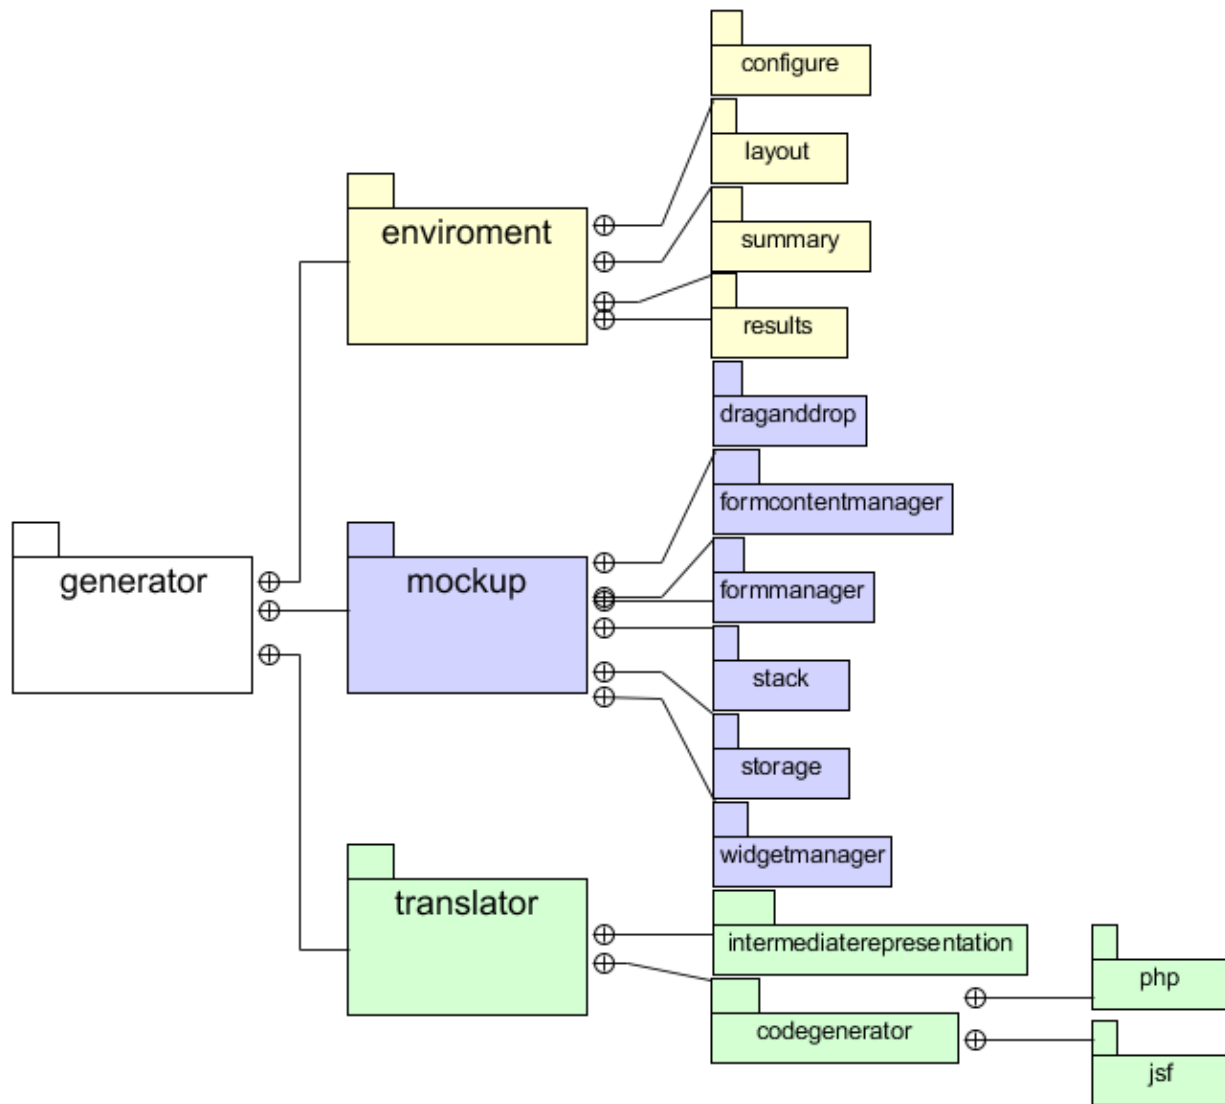 configure
layout
summary
results
enviroment
draganddrop
formcontentmanager
formmanager
stack
storage
widgetmanager
generator
mockup
translator
intermediaterepresentation
codegenerator
php
jsf